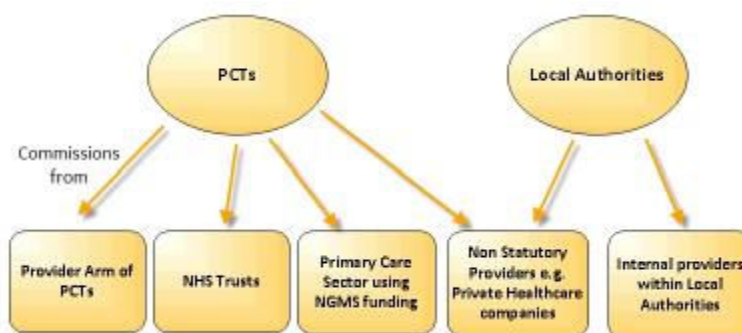 PCTs
Local Authorities
Commissions
from
Provider Arm of
PCTs
NHS Trusts
Primary Care
Sector using
NGMS funding
Non Statutory
Providers e.g.
Private Healthcare
companies
Internal providers
within Local
Authorities